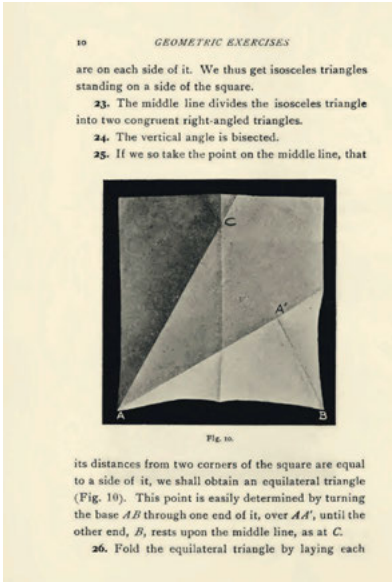 10 GEOMETRIC EXERCISES
are on each side of it. We thus get isosceles triangles
standing on a side of the square.
23. The middle line divides the isosceles triangle
into two congruent right-angled triangles.
24. The vertical angle is bisected.
25. If we so take the point on the middle line, that
C
A'
A B
Fig. 10.
its distances from two corners of the square are equal
to a side of it, we shall obtain an equilateral triangle
(Fig. 10). This point is easily determined by turning
the base AB through one end of it, over AA', until the
other end, B, rests upon the middle line, as at C.
26. Fold the equilateral triangle by laying each